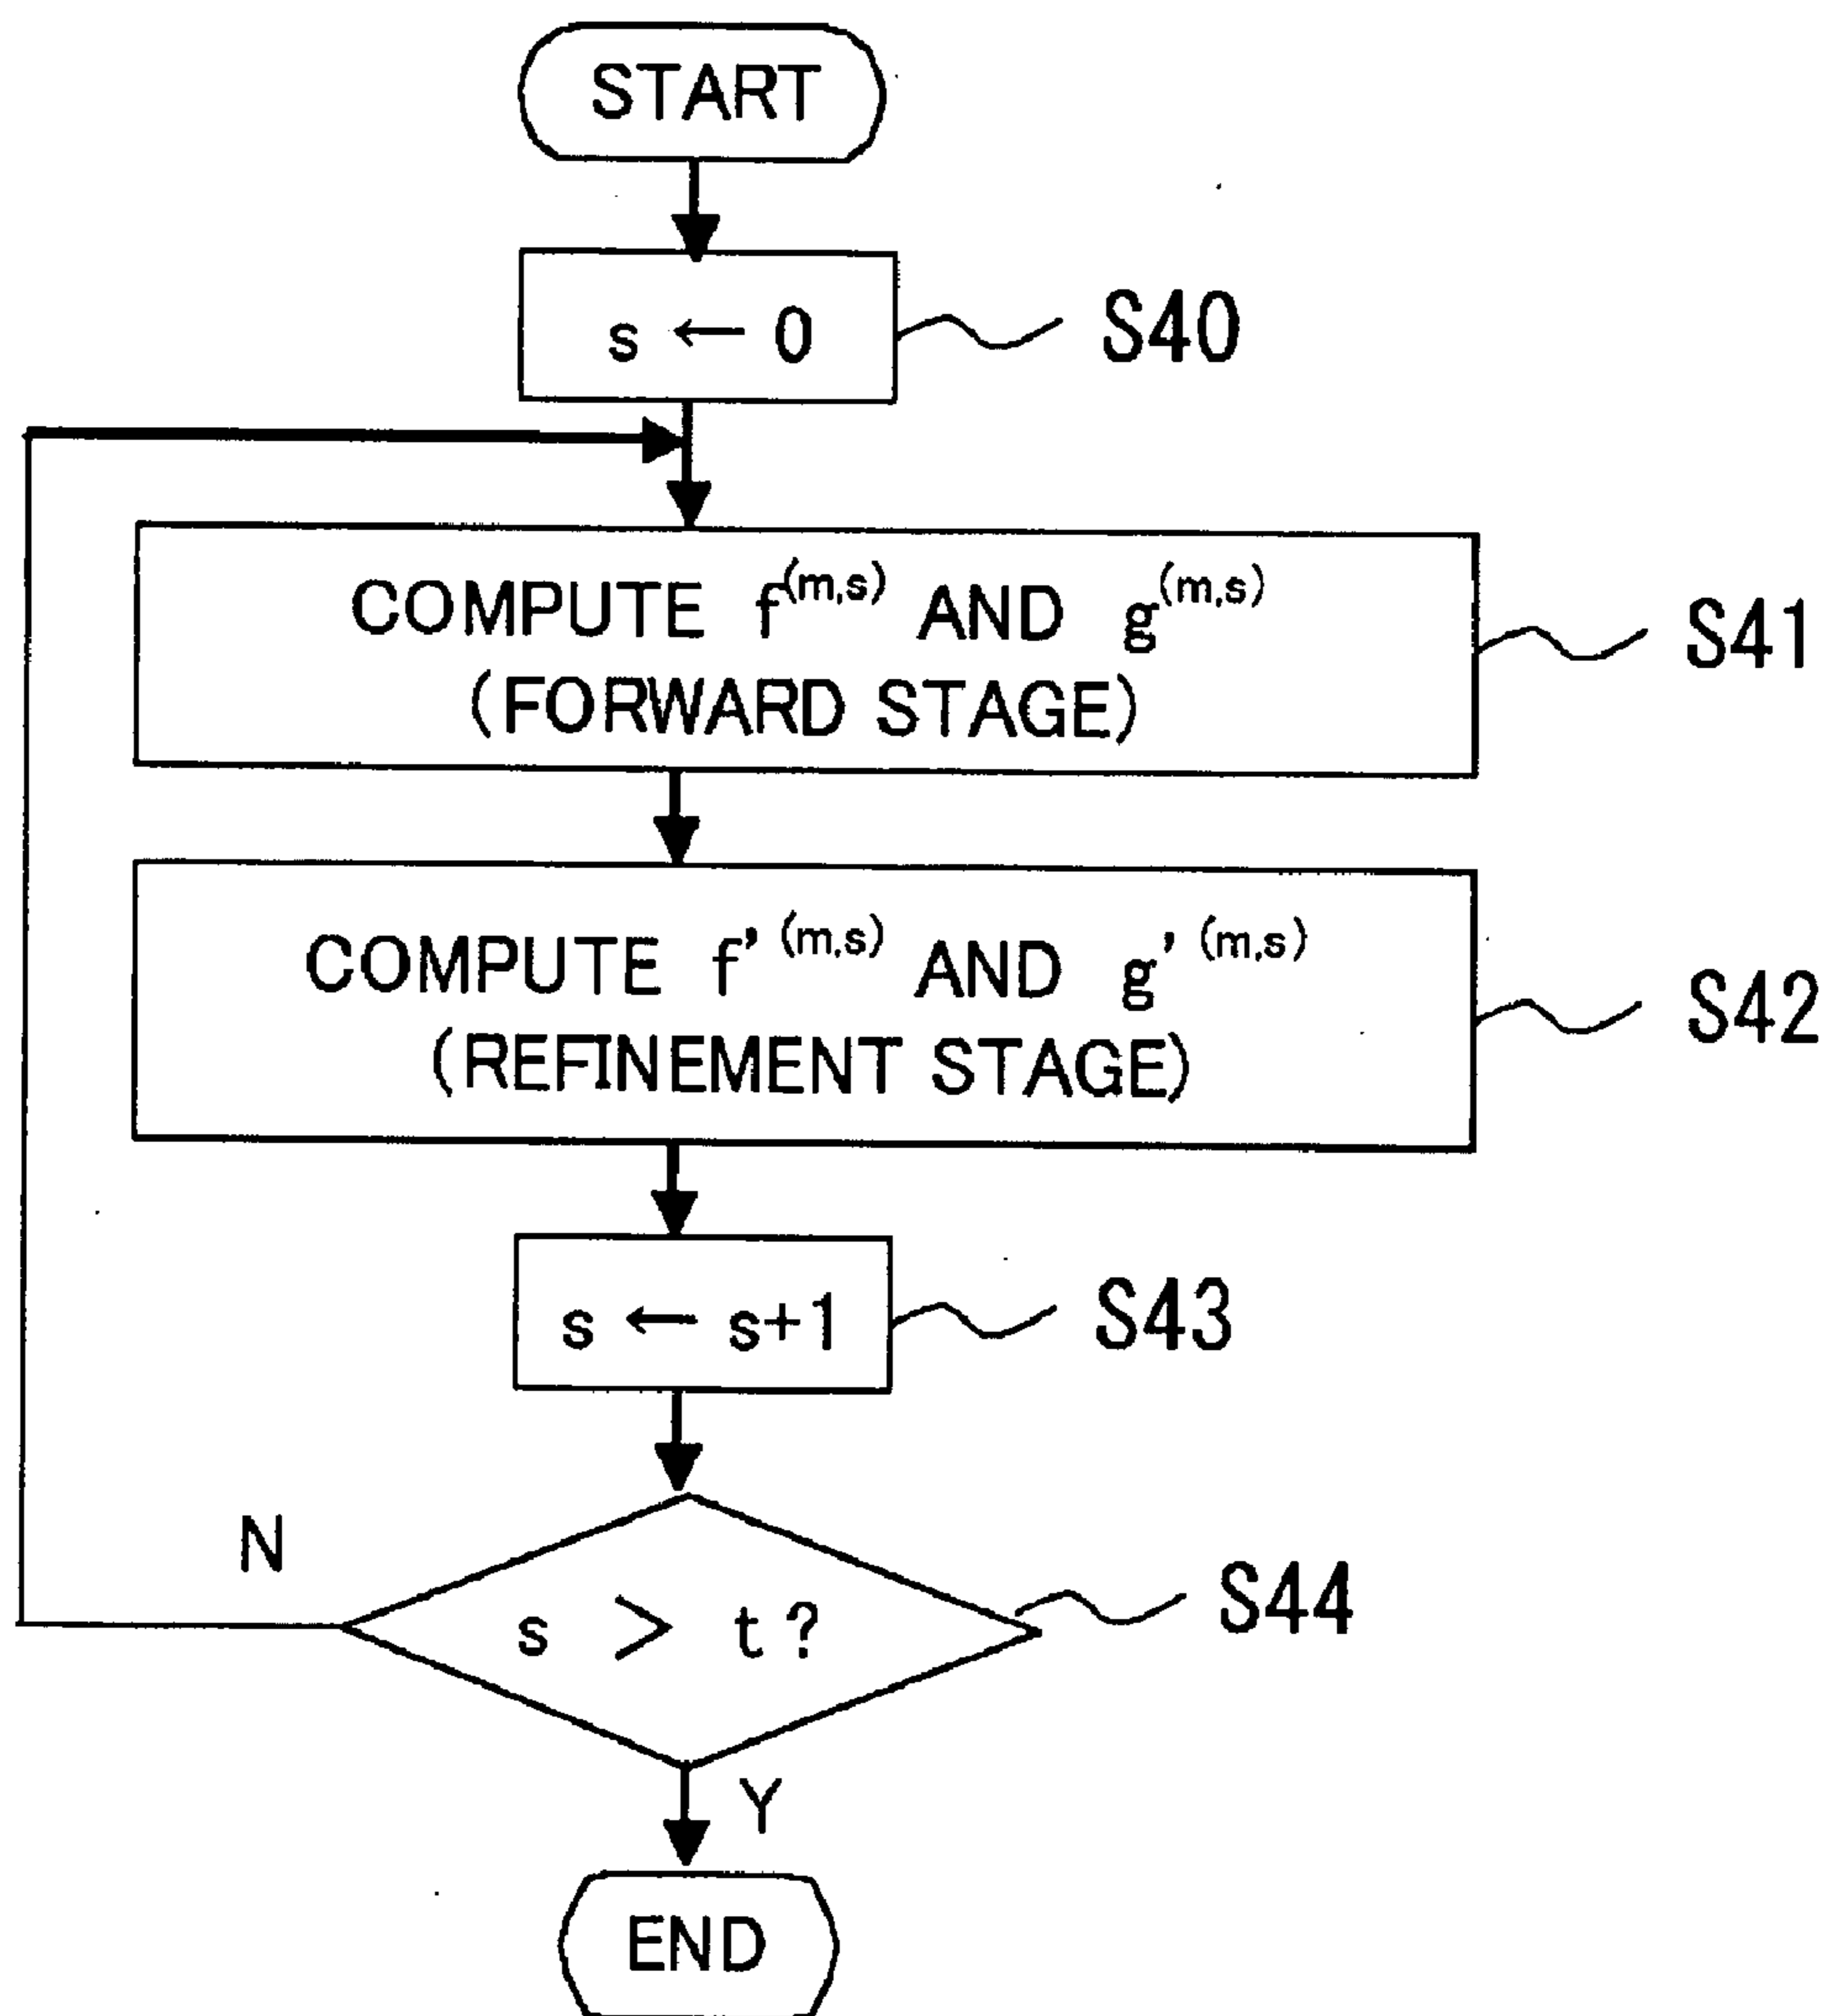 START
s ← 0
S40
COMPUTE f^(m,s) AND g^(m,s)
(FORWARD STAGE)
S41
COMPUTE f'^(m,s) AND g'^(m,s)
(REFINEMENT STAGE)
S42
s ← s+1
S43
N
s > t?
S44
Y
END